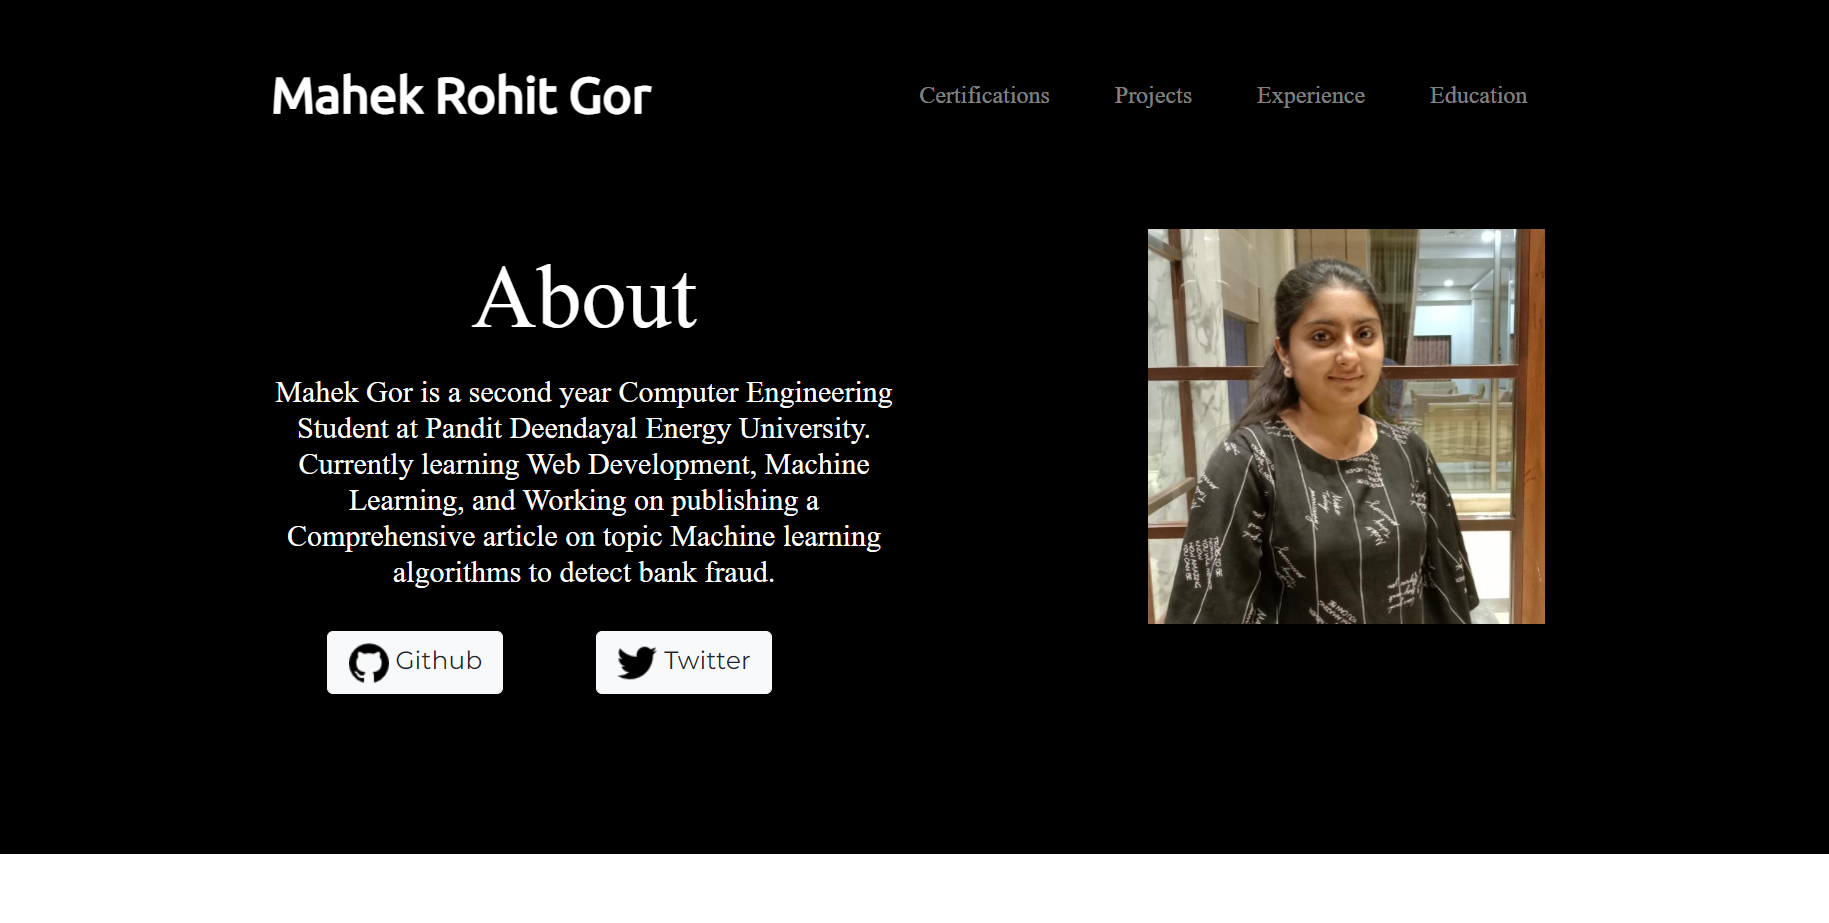 Mahek Rohit Gor
Certifications
Projects
Experience
Education
About
Mahek Gor is a second year Computer Engineering
Student at Pandit Deendayal Energy University.
Currently learning Web Development, Machine
Learning, and Working on publishing a
Comprehensive article on topic Machine learning
algorithms to detect bank fraud.
Github
Twitter